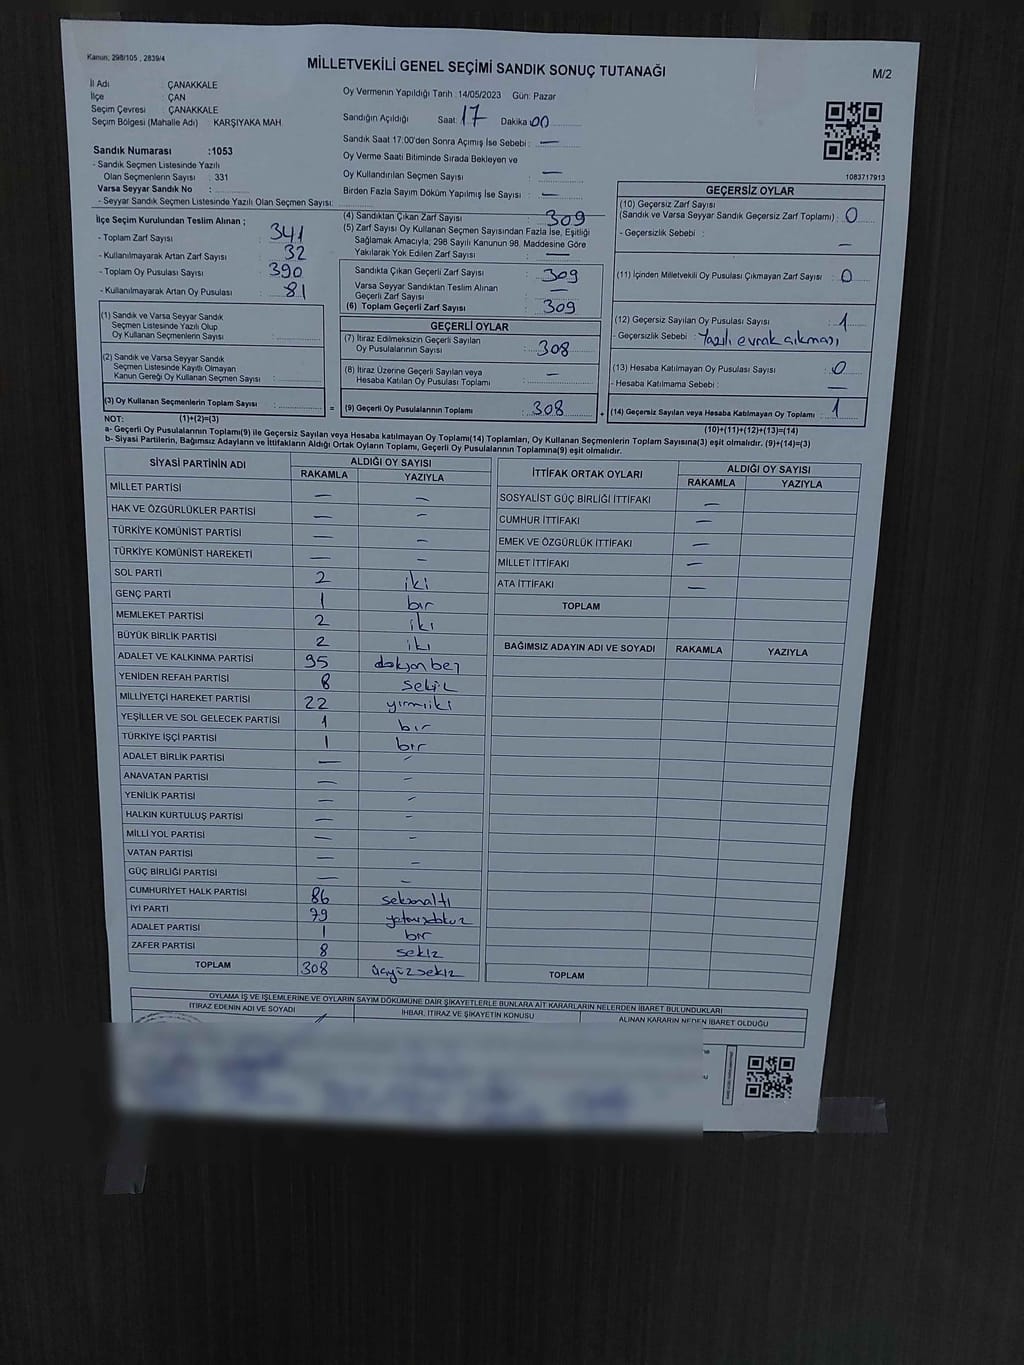 Kanun: 298/105 , 2839/4
MİLLETVEKİLİ GENEL SEÇİMİ SANDIK SONUÇ TUTANAĞI
M/2
İl Adı : ÇANAKKALE
İlçe : ÇAN
Seçim Çevresi : ÇANAKKALE
Seçim Bölgesi (Mahalle Adı) KARŞIYAKA MAH.
Sandık Numarası :1053
- Sandık Seçmen Listesinde Yazılı
Olan Seçmenlerin Sayısı : 331
Varsa Seyyar Sandık No :
- Seyyar Sandık Seçmen Listesinde Yazılı Olan Seçmen Sayısı:
Oy Vermenin Yapıldığı Tarih :14/05/2023 Gün: Pazar
Sandığın Açıldığı Saat: 17 Dakika 00
Sandık Saat 17:00'den Sonra Açımış İse Sebebi : —
Oy Verme Saati Bitiminde Sırada Bekleyen ve
Oy Kullandırılan Seçmen Sayısı : —
Birden Fazla Sayım Döküm Yapılmış İse Sayısı : —
1083717913
İlçe Seçim Kurulundan Teslim Alınan ;
- Toplam Zarf Sayısı : 341
- Kullanılmayarak Artan Zarf Sayısı : 32
- Toplam Oy Pusulası Sayısı : 390
- Kullanılmayarak Artan Oy Pusulası : 81
(1) Sandık ve Varsa Seyyar Sandık
Seçmen Listesinde Yazılı Olup
Oy Kullanan Seçmenlerin Sayısı :
(2) Sandık ve Varsa Seyyar Sandık
Seçmen Listesinde Kayıtlı Olmayan
Kanun Gereği Oy Kullanan Seçmen Sayısı :
(3) Oy Kullanan Seçmenlerin Toplam Sayısı :
(4) Sandıktan Çıkan Zarf Sayısı : 309
(5) Zarf Sayısı Oy Kullanan Seçmen Sayısından Fazla İse, Eşitliği
Sağlamak Amacıyla; 298 Sayılı Kanunun 98. Maddesine Göre
Yakılarak Yok Edilen Zarf Sayısı : —
Sandıkta Çıkan Geçerli Zarf Sayısı : 309
Varsa Seyyar Sandıktan Teslim Alınan
Geçerli Zarf Sayısı : —
(6) Toplam Geçerli Zarf Sayısı : 309
GEÇERLİ OYLAR
(7) İtiraz Edilmeksizin Geçerli Sayılan
Oy Pusulalarının Sayısı : 308
(8) İtiraz Üzerine Geçerli Sayılan veya
Hesaba Katılan Oy Pusulası Toplamı : —
= (9) Geçerli Oy Pusulalarının Toplamı : 308 +
GEÇERSİZ OYLAR
(10) Geçersiz Zarf Sayısı
(Sandık ve Varsa Seyyar Sandık Geçersiz Zarf Toplamı) : 0
- Geçersizlik Sebebi : —
(11) İçinden Milletvekili Oy Pusulası Çıkmayan Zarf Sayısı : 0
(12) Geçersiz Sayılan Oy Pusulası Sayısı : 1
- Geçersizlik Sebebi : Yazılı evrak çıkması
(13) Hesaba Katılmayan Oy Pusulası Sayısı : 0
- Hesaba Katılmama Sebebi : —
(14) Geçersiz Sayılan veya Hesaba Katılmayan Oy Toplamı : 1
NOT: (1)+(2)=(3)
(10)+(11)+(12)+(13)=(14)
a- Geçerli Oy Pusulalarının Toplamı(9) ile Geçersiz Sayılan veya Hesaba katılmayan Oy Toplamı(14) Toplamları, Oy Kullanan Seçmenlerin Toplam Sayısına(3) eşit olmalıdır. (9)+(14)=(3)
b- Siyasi Partilerin, Bağımsız Adayların ve İttifakların Aldığı Ortak Oyların Toplamı, Geçerli Oy Pusulalarının Toplamına(9) eşit olmalıdır.
SİYASİ PARTİNİN ADI ALDIĞI OY SAYISI
RAKAMLA YAZIYLA
MİLLET PARTİSİ — —
HAK VE ÖZGÜRLÜKLER PARTİSİ — —
TÜRKİYE KOMÜNİST PARTİSİ — —
TÜRKİYE KOMÜNİST HAREKETİ — —
SOL PARTİ 2 iki
GENÇ PARTİ 1 bir
MEMLEKET PARTİSİ 2 iki
BÜYÜK BİRLİK PARTİSİ 2 iki
ADALET VE KALKINMA PARTİSİ 95 doksanbeş
YENİDEN REFAH PARTİSİ 8 sekiz
MİLLİYETÇİ HAREKET PARTİSİ 22 yirmiiki
YEŞİLLER VE SOL GELECEK PARTİSİ 1 bir
TÜRKİYE İŞÇİ PARTİSİ 1 bir
ADALET BİRLİK PARTİSİ — —
ANAVATAN PARTİSİ — —
YENİLİK PARTİSİ — —
HALKIN KURTULUŞ PARTİSİ — —
MİLLİ YOL PARTİSİ — —
VATAN PARTİSİ — —
GÜÇ BİRLİĞİ PARTİSİ — —
CUMHURİYET HALK PARTİSİ 86 seksenaltı
İYİ PARTİ 79 yetmişdokuz
ADALET PARTİSİ 1 bir
ZAFER PARTİSİ 8 sekiz
TOPLAM 308 üçyüzsekiz
İTTİFAK ORTAK OYLARI ALDIĞI OY SAYISI
RAKAMLA YAZIYLA
SOSYALİST GÜÇ BİRLİĞİ İTTİFAKI —
CUMHUR İTTİFAKI —
EMEK VE ÖZGÜRLÜK İTTİFAKI —
MİLLET İTTİFAKI —
ATA İTTİFAKI —
TOPLAM
BAĞIMSIZ ADAYIN ADI VE SOYADI RAKAMLA YAZIYLA
TOPLAM
OYLAMA İŞ VE İŞLEMLERİNE VE OYLARIN SAYIM DÖKÜMÜNE DAİR ŞİKAYETLERLE BUNLARA AİT KARARLARIN NELERDEN İBARET BULUNDUKLARI
İTİRAZ EDENİN ADI VE SOYADI İHBAR, İTİRAZ VE ŞİKAYETİN KONUSU ALINAN KARARIN NEDEN İBARET OLDUĞU